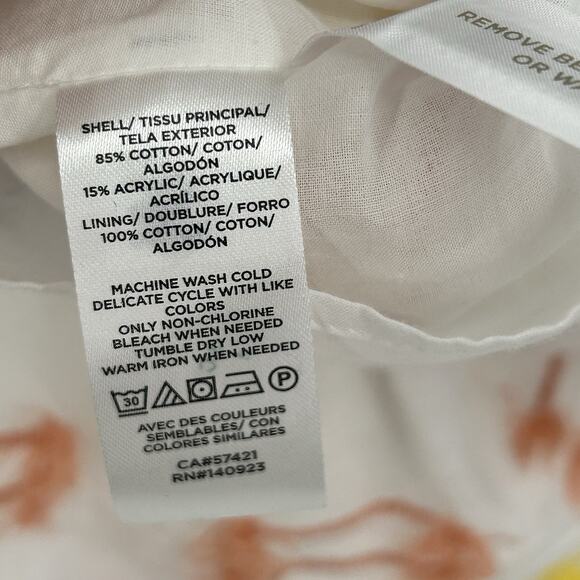 REMOVE BE
OR WA
SHELL/ TISSU PRINCIPAL/
TELA EXTERIOR
85% COTTON/ COTON/
ALGODÓN
15% ACRYLIC/ ACRYLIQUE/
ACRÍLICO
LINING/ DOUBLURE/ FORRO
100% COTTON/ COTON/
ALGODÓN
MACHINE WASH COLD
DELICATE CYCLE WITH LIKE
COLORS
ONLY NON-CHLORINE
BLEACH WHEN NEEDED
TUMBLE DRY LOW
WARM IRON WHEN NEEDED
30 P
AVEC DES COULEURS
SEMBLABLES/ CON
COLORES SIMILARES
CA#57421
RN#140923